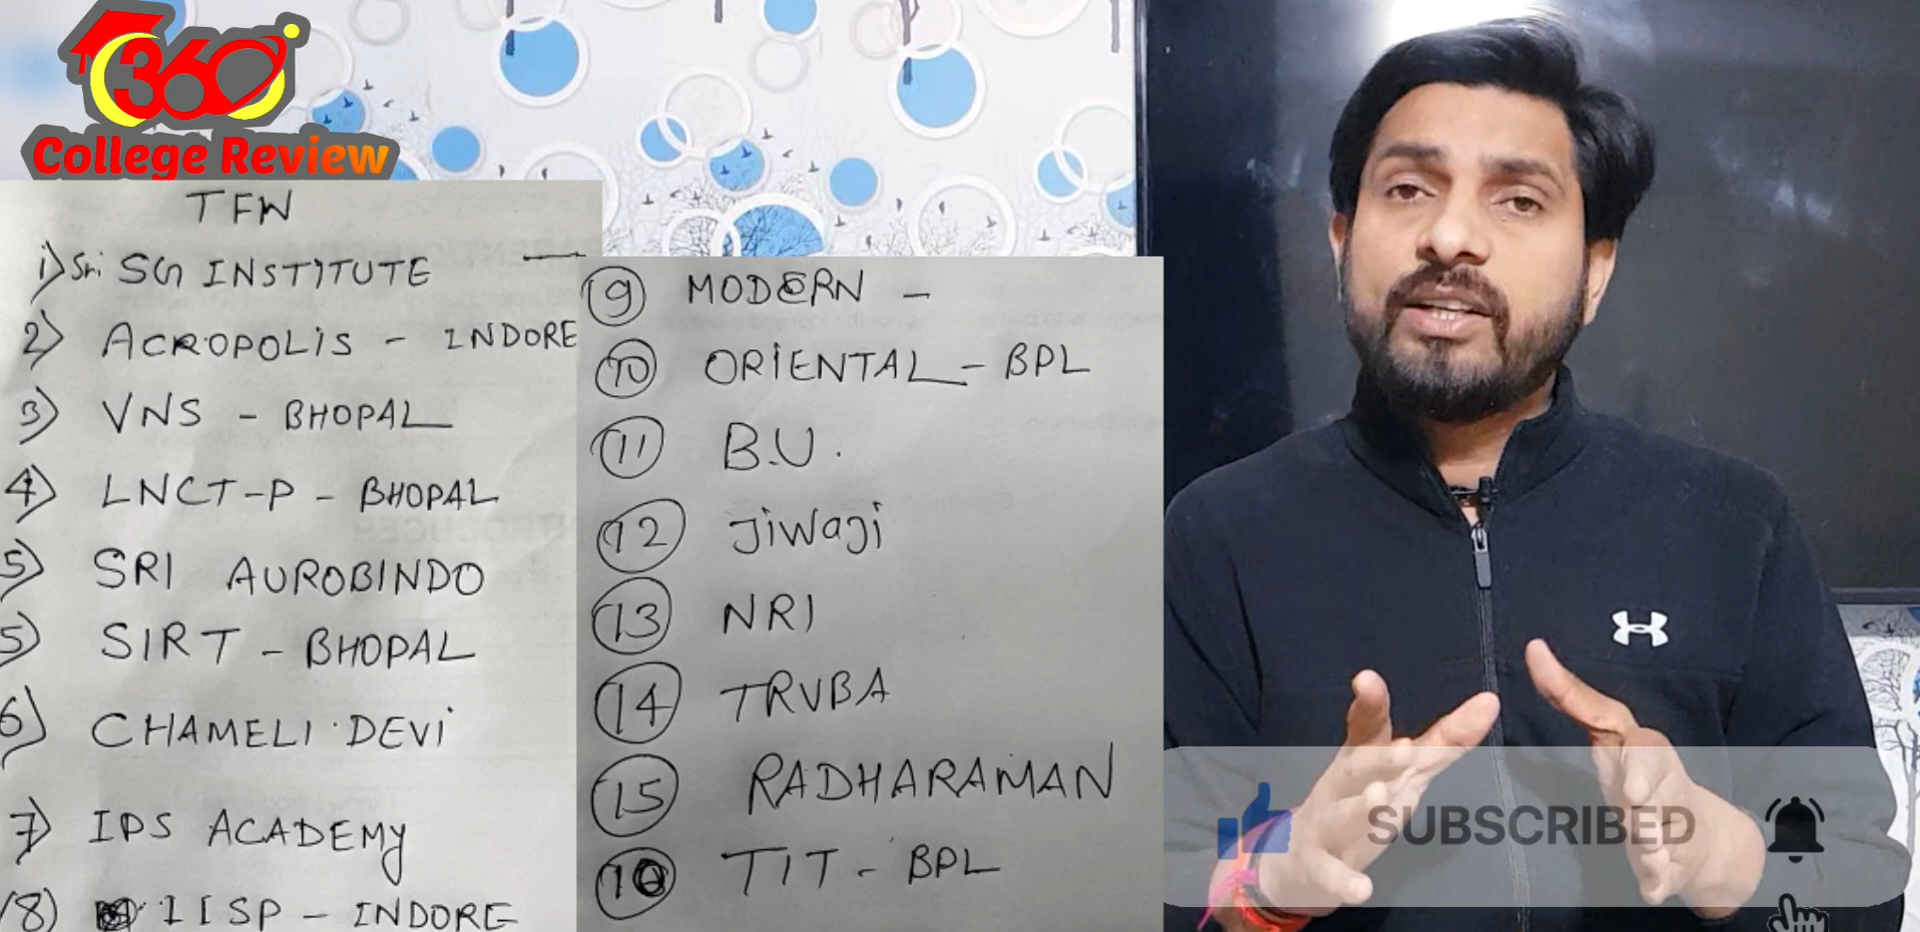 360
College Review
TFW
1) Sri SG INSTITUTE —
2) ACROPOLIS - INDORE
3) VNS - BHOPAL
4) LNCT-P - BHOPAL
5) SRI AUROBINDO
5) SIRT - BHOPAL
6) CHAMELI DEVI
7) IPS ACADEMY
(8) IISP - INDORE
9 MODERN -
10 ORIENTAL - BPL
11 B.U.
12 Jiwaji
13 NRI
14 TRUBA
15 RADHARAMAN
TIT - BPL
SUBSCRIBED